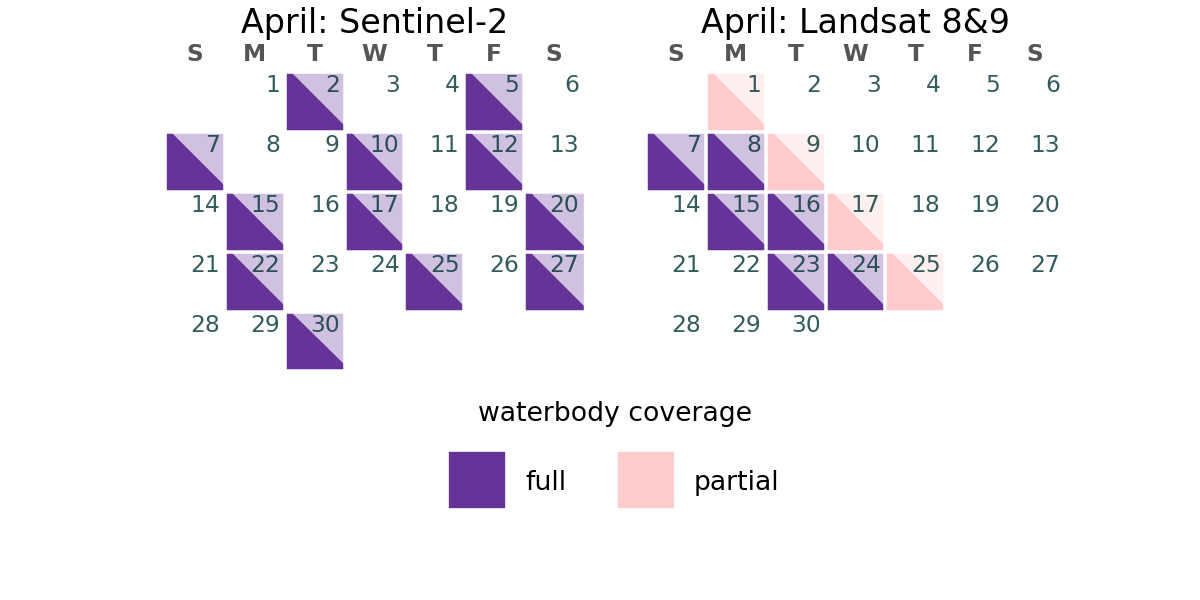 April: Sentinel-2
S M T W T F S
1 2 3 4 5 6
7 8 9 10 11 12 13
14 15 16 17 18 19 20
21 22 23 24 25 26 27
28 29 30
April: Landsat 8&9
S M T W T F S
1 2 3 4 5 6
7 8 9 10 11 12 13
14 15 16 17 18 19 20
21 22 23 24 25 26 27
28 29 30
waterbody coverage
full partial